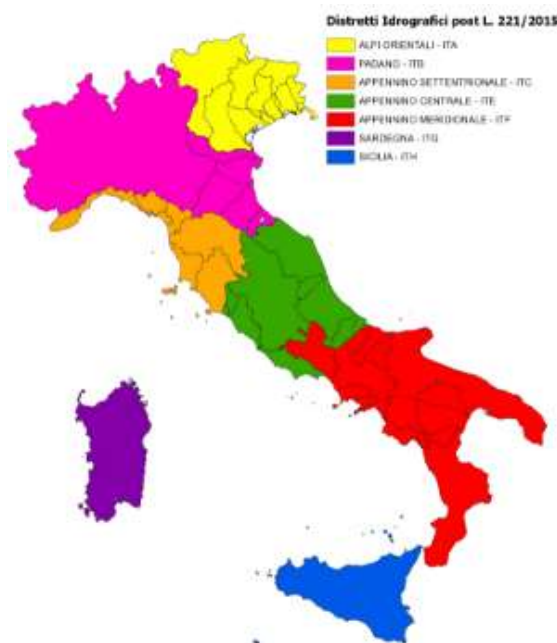 Distretti Idrografici post L. 221/2015
ALPI ORIENTALI - ITA
PADANO - ITB
APPENNINO SETTENTRIONALE - ITC
APPENNINO CENTRALE - ITE
APPENNINO MERIDIONALE - ITF
SARDEGNA - ITG
SICILIA - ITH